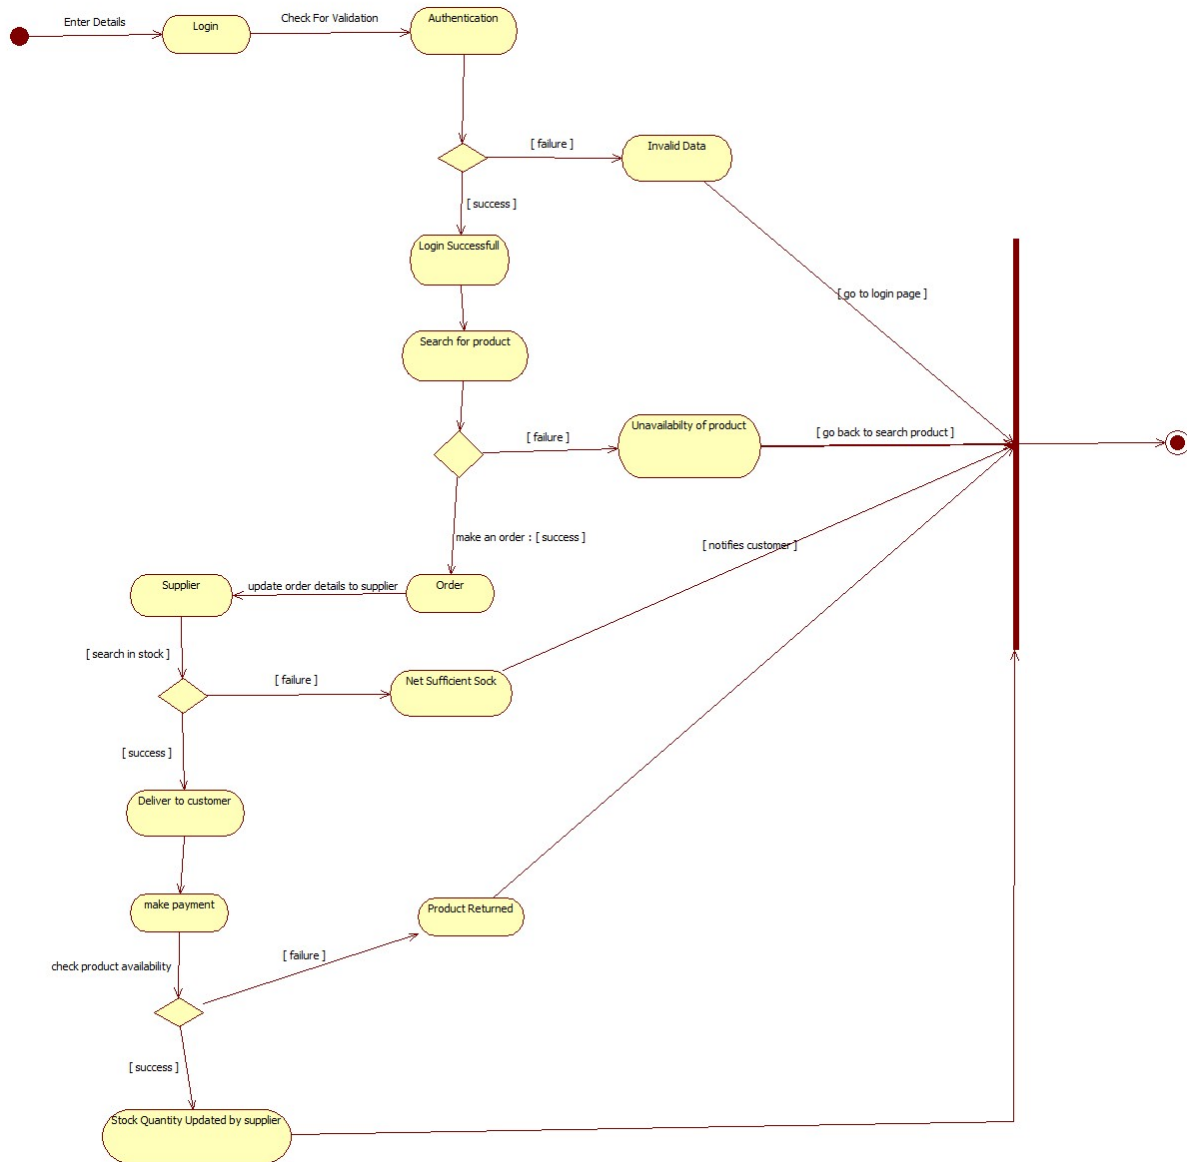 Enter Details
Login
Check For Validation
Authentication
[ failure ]
Invalid Data
[ success ]
Login Successfull
[ go to login page ]
Search for product
[ failure ]
Unavailabilty of product
[ go back to search product ]
make an order : [ success ]
[ notifies customer ]
Supplier
update order details to supplier
Order
[ search in stock ]
[ failure ]
Net Sufficient Sock
[ success ]
Deliver to customer
make payment
Product Returned
check product availability
[ failure ]
[ success ]
Stock Quantity Updated by supplier